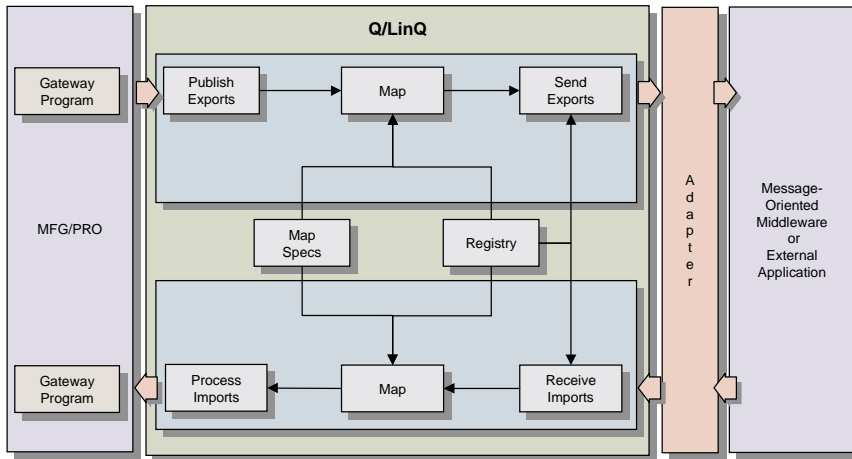 Q/LinQ
Gateway
Program
Publish
Exports
Map
Send
Exports
MFG/PRO
Map
Specs
Registry
A
d
a
p
t
e
r
Message-
Oriented
Middleware
or
External
Application
Gateway
Program
Process
Imports
Map
Receive
Imports